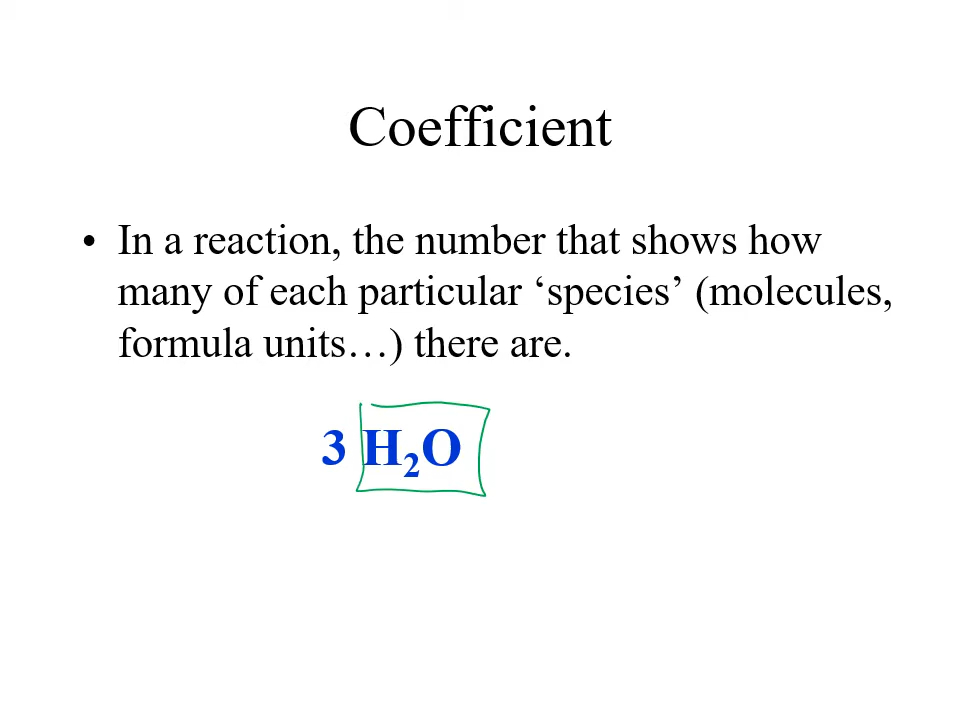 Coefficient
• In a reaction, the number that shows how
many of each particular ‘species’ (molecules,
formula units…) there are.
3 H₂O